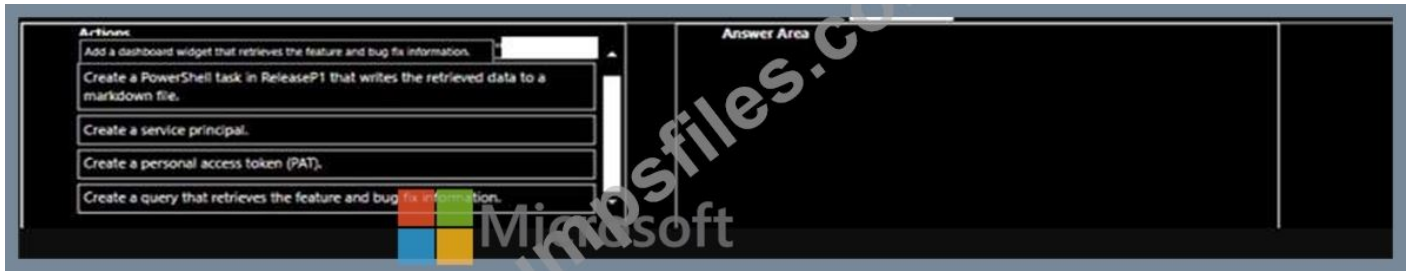 Actions
Add a dashboard widget that retrieves the feature and bug fix information.
Create a PowerShell task in ReleaseP1 that writes the retrieved data to a
markdown file.
Create a service principal.
Create a personal access token (PAT).
Create a query that retrieves the feature and bug fix information.
Answer Area
Microsoft